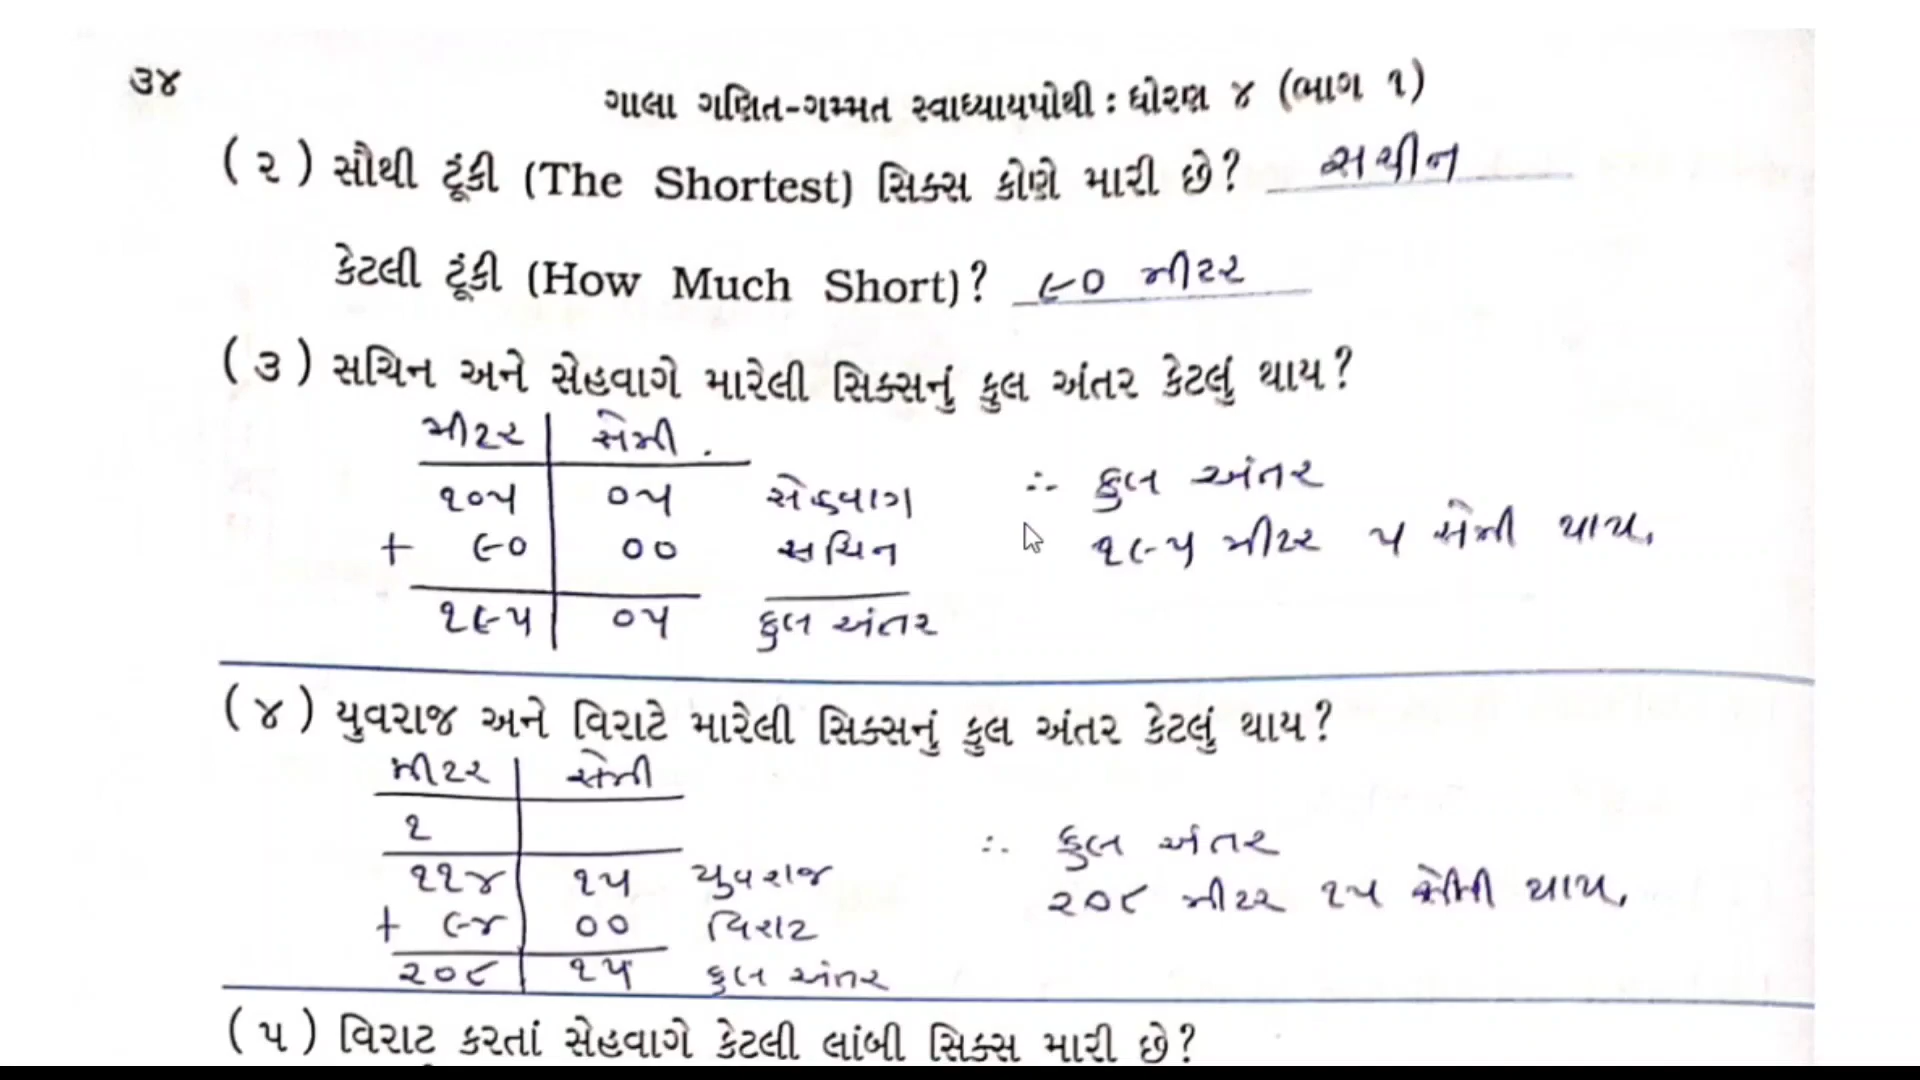 ૩૪
ગાલા ગણિત-ગમ્મત સ્વાધ્યાયપોથી : ધોરણ ૪ (ભાગ ૧)
(૨) સૌથી ટૂંકી (The Shortest) સિક્સ કોણે મારી છે? સચીન
કેટલી ટૂંકી (How Much Short)? ૯૦ મીટર
(૩) સચિન અને સેહવાગે મારેલી સિક્સનું કુલ અંતર કેટલું થાય?
મીટર સેમી.
૧૦૫ ૦૫ સેહવાગ
+ ૯૦ ૦૦ સચિન
૧૯૫ ૦૫ કુલ અંતર
∴ કુલ અંતર
૧૯૫ મીટર ૫ સેમી થાય.
(૪) યુવરાજ અને વિરાટે મારેલી સિક્સનું કુલ અંતર કેટલું થાય?
મીટર સેમી
૧
૧૧૪ ૧૫ યુવરાજ
+ ૯૪ ૦૦ વિરાટ
૨૦૮ ૧૫ કુલ અંતર
∴ કુલ અંતર
૨૦૮ મીટર ૧૫ સેમી થાય.
(૫) વિરાટ કરતાં સેહવાગે કેટલી લાંબી સિક્સ મારી છે?